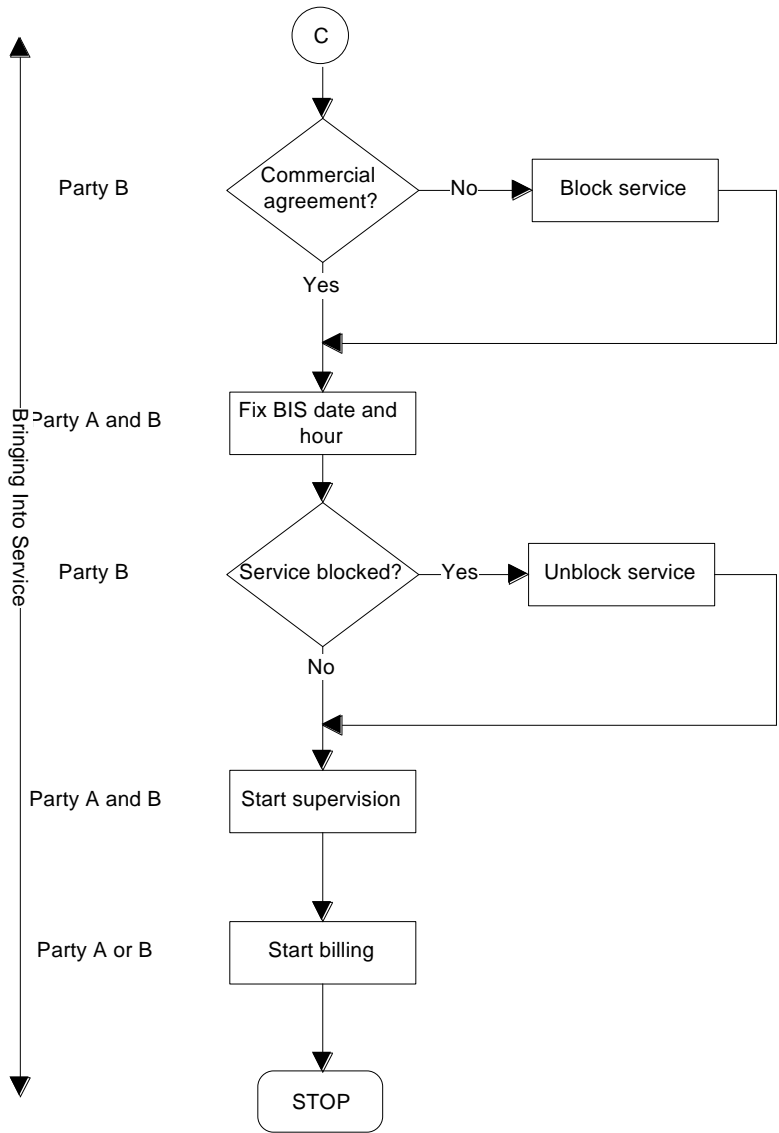 C
Party B
Commercial
agreement?
No
Block service
Yes
Bringing Into Service
Party A and B
Fix BIS date and
hour
Party B
Service blocked?
Yes
Unblock service
No
Party A and B
Start supervision
Party A or B
Start billing
STOP